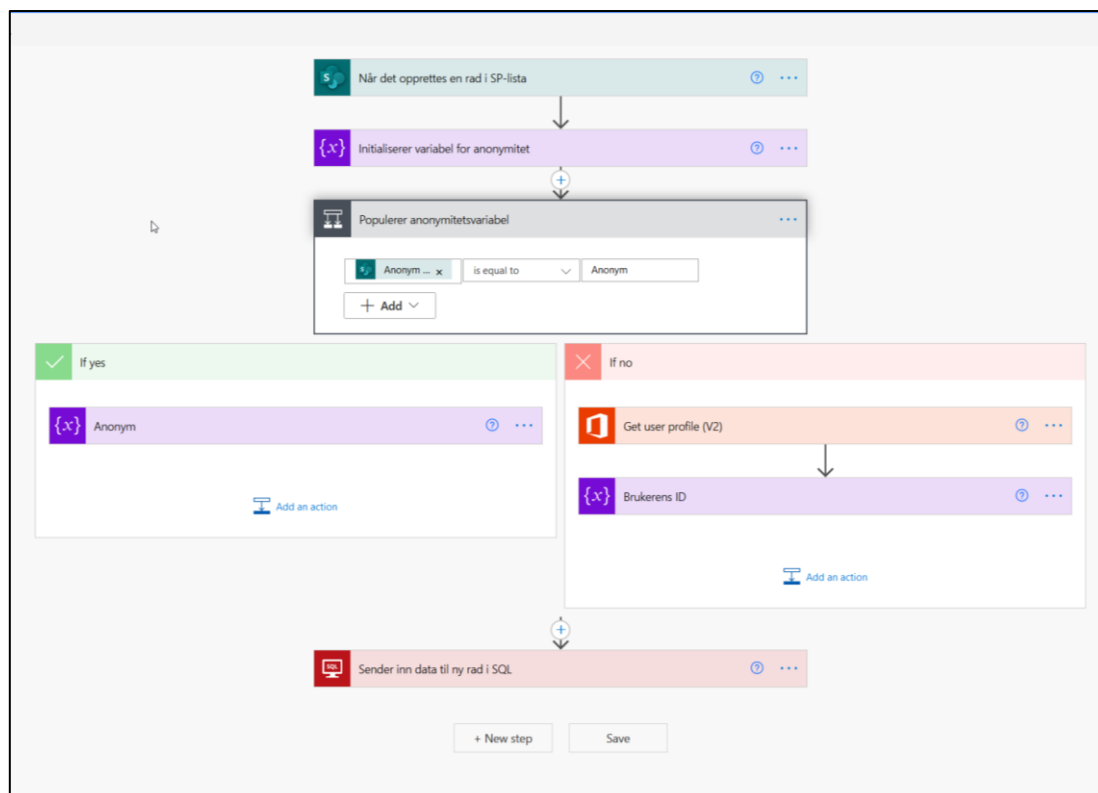 Når det opprettes en rad i SP-lista
{x} Initialiserer variabel for anonymitet
Populerer anonymitetsvariabel
Anonym ... x is equal to Anonym
+ Add
If yes
If no
{x} Anonym
Get user profile (V2)
{x} Brukerens ID
Add an action
Add an action
SQL Sender inn data til ny rad i SQL
+ New step Save